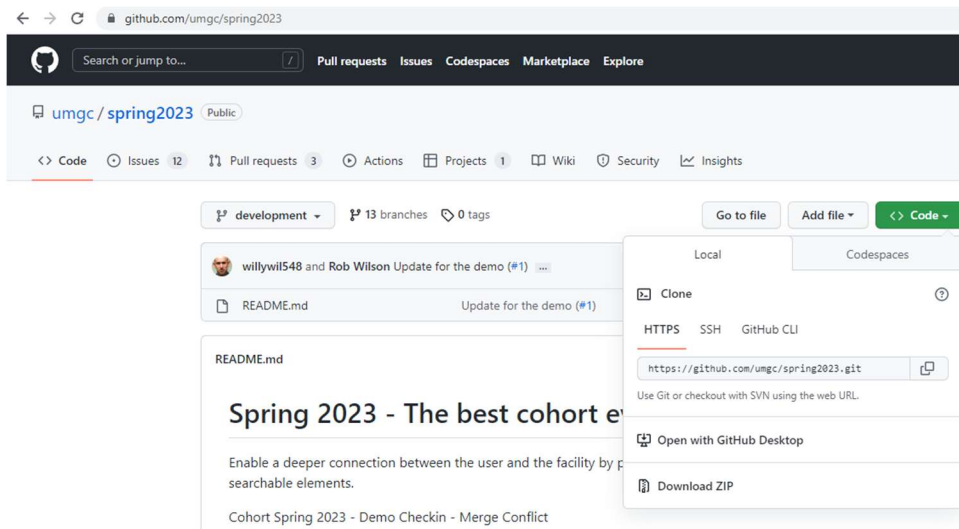 github.com/umgc/spring2023
Search or jump to... / Pull requests Issues Codespaces Marketplace Explore
umgc / spring2023 Public
<> Code Issues 12 Pull requests 3 Actions Projects 1 Wiki Security Insights
development 13 branches 0 tags Go to file Add file <> Code
Local Codespaces
willywil548 and Rob Wilson Update for the demo (#1) ...
Clone
README.md Update for the demo (#1)
HTTPS SSH GitHub CLI
README.md
https://github.com/umgc/spring2023.git
Use Git or checkout with SVN using the web URL.
Spring 2023 - The best cohort e
Open with GitHub Desktop
Enable a deeper connection between the user and the facility by p
searchable elements.
Download ZIP
Cohort Spring 2023 - Demo Checkin - Merge Conflict